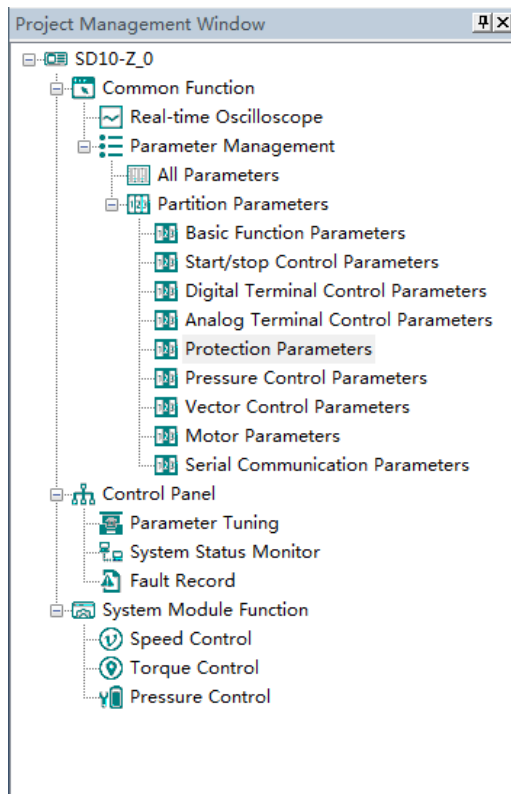 Project Management Window
SD10-Z_0
Common Function
Real-time Oscilloscope
Parameter Management
All Parameters
Partition Parameters
Basic Function Parameters
Start/stop Control Parameters
Digital Terminal Control Parameters
Analog Terminal Control Parameters
Protection Parameters
Pressure Control Parameters
Vector Control Parameters
Motor Parameters
Serial Communication Parameters
Control Panel
Parameter Tuning
System Status Monitor
Fault Record
System Module Function
Speed Control
Torque Control
Pressure Control